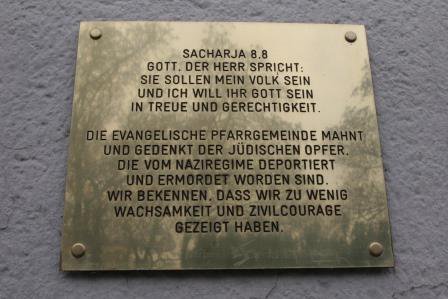 SACHARJA 8.8
GOTT, DER HERR SPRICHT:
SIE SOLLEN MEIN VOLK SEIN
UND ICH WILL IHR GOTT SEIN
IN TREUE UND GERECHTIGKEIT.
DIE EVANGELISCHE PFARRGEMEINDE MAHNT
UND GEDENKT DER JÜDISCHEN OPFER,
DIE VOM NAZIREGIME DEPORTIERT
UND ERMORDET WORDEN SIND.
WIR BEKENNEN, DASS WIR ZU WENIG
WACHSAMKEIT UND ZIVILCOURAGE
GEZEIGT HABEN.